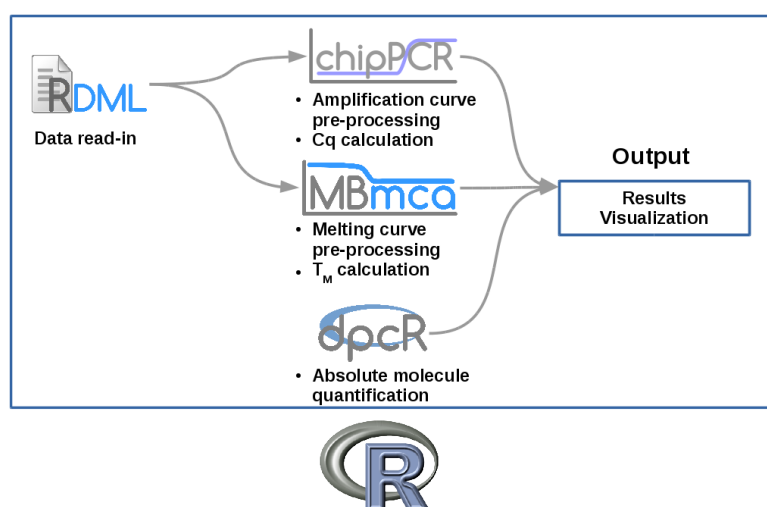 RDML
Data read-in
chipPCR
• Amplification curve
pre-processing
• Cq calculation
MBmca
• Melting curve
pre-processing
• TM calculation
dpcR
• Absolute molecule
quantification
Output
Results
Visualization
R